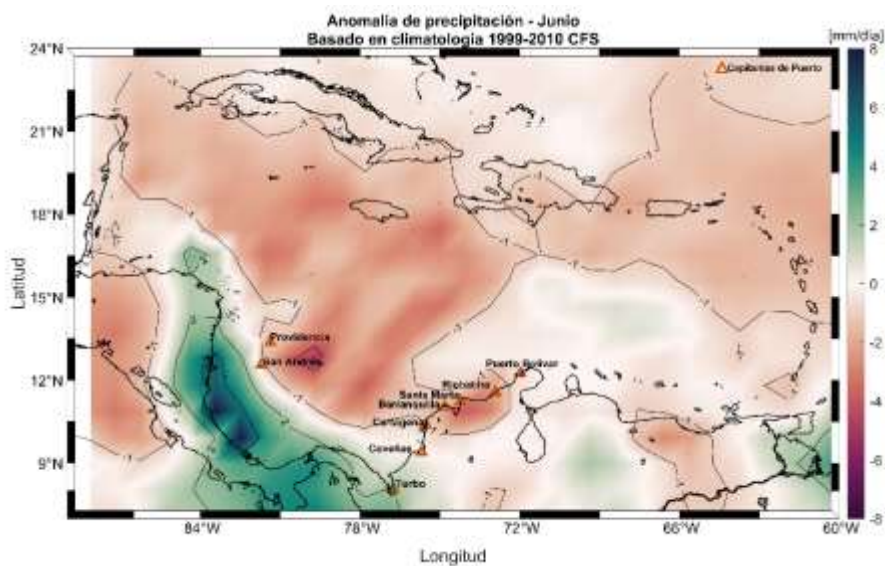 Anomalía de precipitación - Junio
Basado en climatología 1999-2010 CFS
[mm/día]
24°N
21°N
18°N
15°N
12°N
9°N
Latitud
Capitanías de Puerto
Providencia
San Andrés
Puerto Bolívar
Riohacha
Santa Marta
Barranquilla
Cartagena
Coveñas
Turbo
8
6
4
2
0
-2
-4
-6
-8
84°W
78°W
72°W
66°W
60°W
Longitud